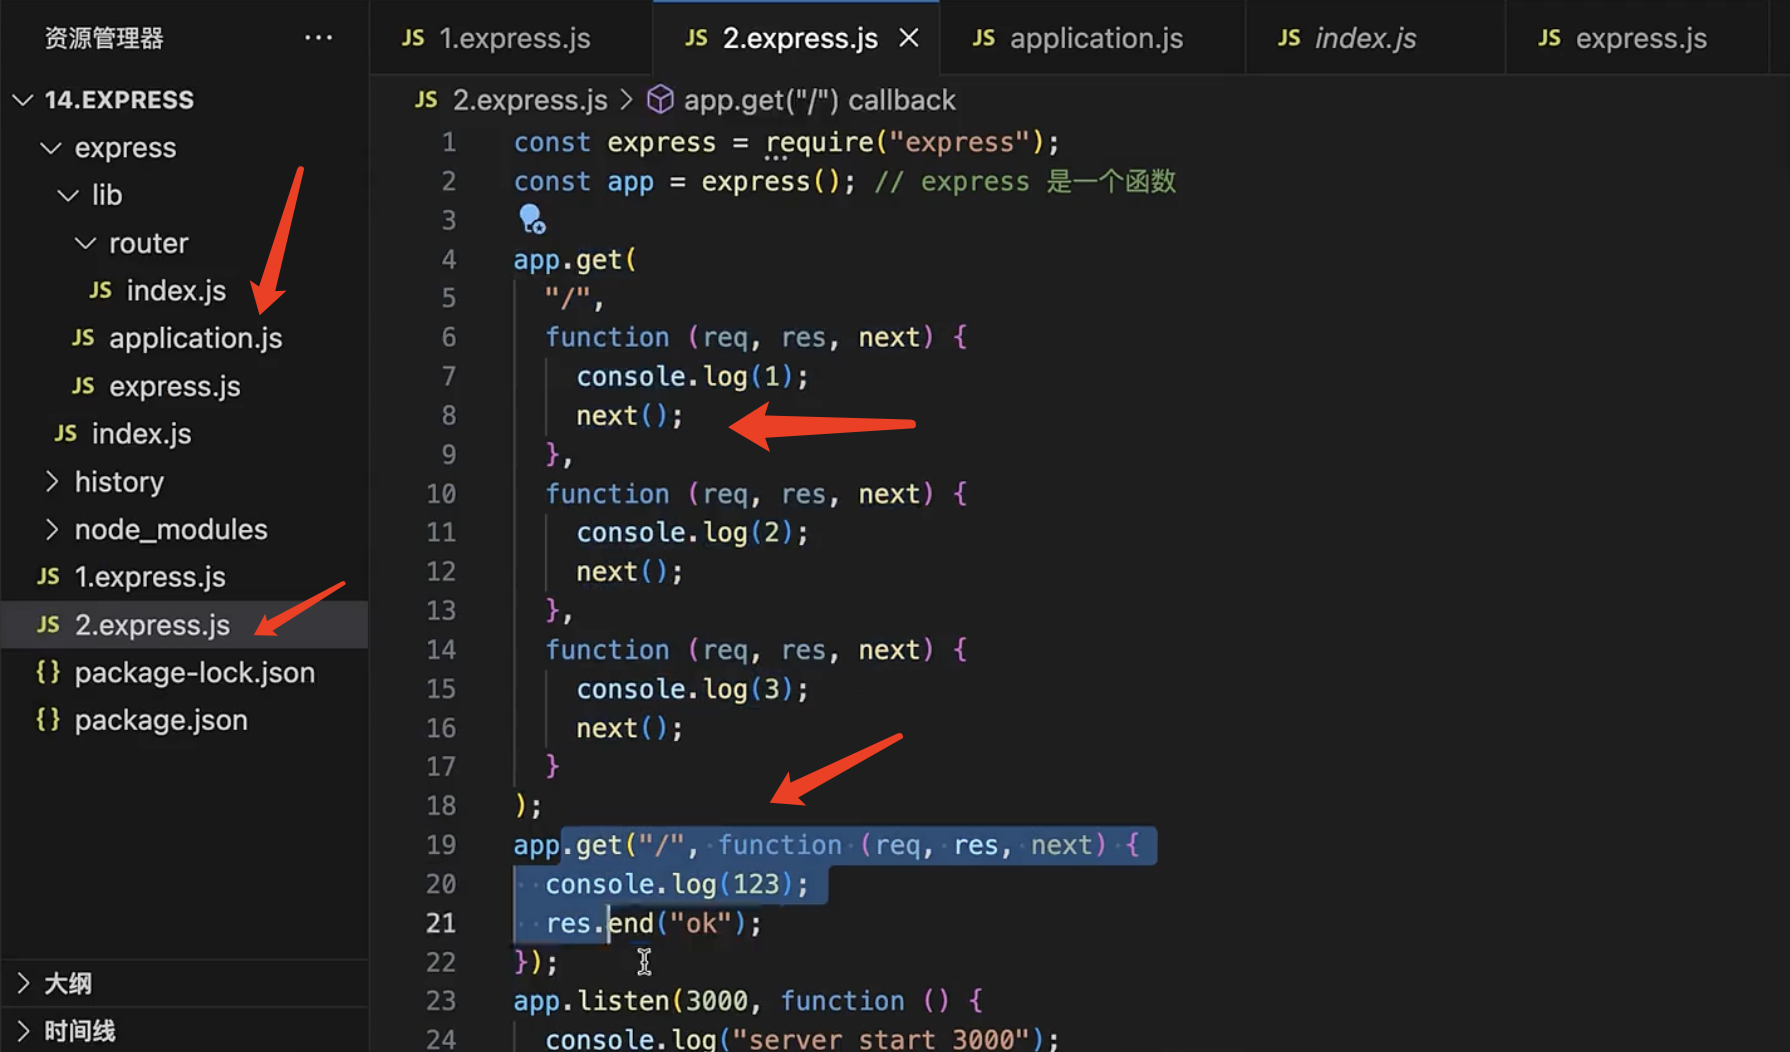 资源管理器
14.EXPRESS
express
lib
router
JS index.js
JS application.js
JS express.js
JS index.js
history
node_modules
JS 1.express.js
JS 2.express.js
{} package-lock.json
{} package.json
大纲
时间线
JS 1.express.js
JS 2.express.js
JS application.js
JS index.js
JS express.js
JS 2.express.js > app.get("/") callback
1 const express = require("express");
2 const app = express(); // express 是一个函数
3
4 app.get(
5 "/",
6 function (req, res, next) {
7 console.log(1);
8 next();
9 },
10 function (req, res, next) {
11 console.log(2);
12 next();
13 },
14 function (req, res, next) {
15 console.log(3);
16 next();
17 }
18 );
19 app.get("/", function (req, res, next) {
20 console.log(123);
21 res.end("ok");
22 });
23 app.listen(3000, function () {
24 console.log("server start 3000");